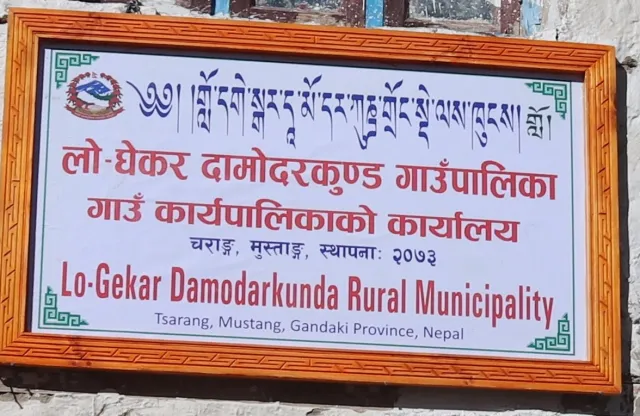 ༄༅། །གློ་དགེ་སྒར་དཱ་མོ་དར་ཀུཎྜ་གྲོང་སྡེ་ལས་ཁུངས། གློ།
लो-घेकर दामोदरकुण्ड गाउँपालिका
गाउँ कार्यपालिकाको कार्यालय
चराङ्ग, मुस्ताङ्ग, स्थापनाः २०७३
Lo-Gekar Damodarkunda Rural Municipality
Tsarang, Mustang, Gandaki Province, Nepal